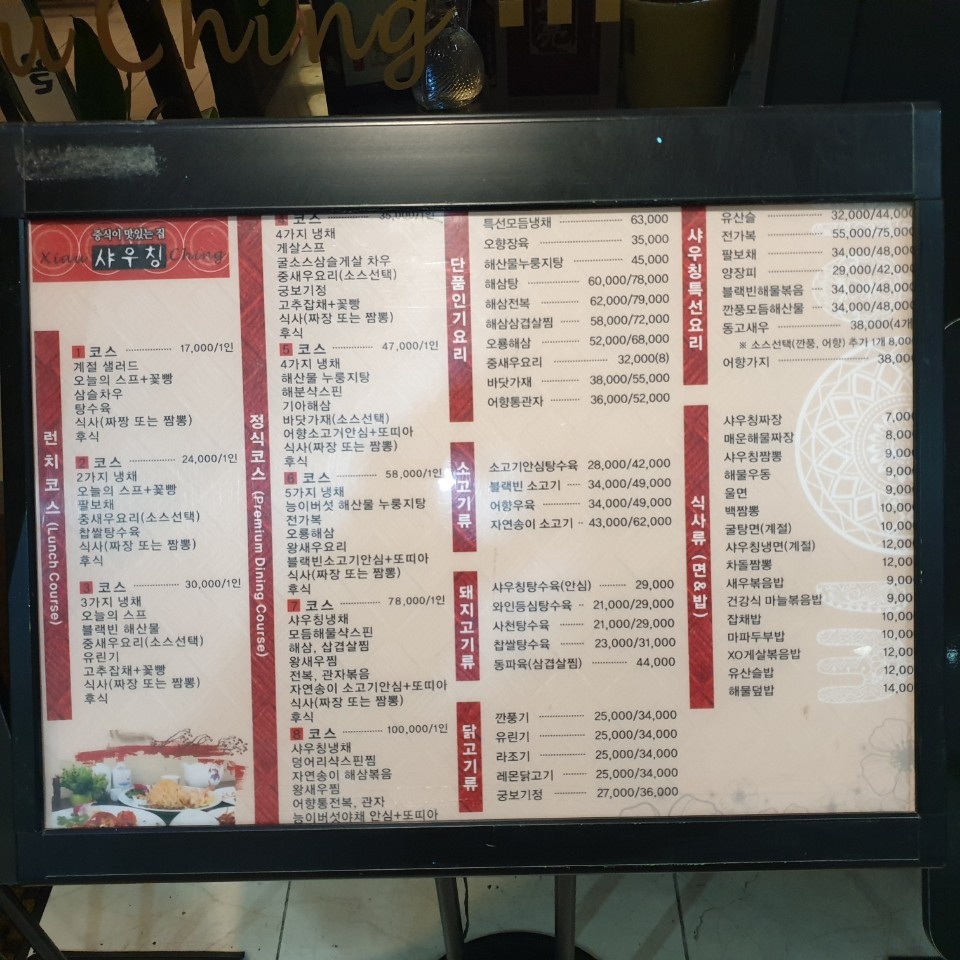 Ching
중식이 맛있는 집
Xiau 샤우칭 Ching
런치코스 (Lunch Course)
1 코스 17,000/1인
계절 샐러드
오늘의 스프+꽃빵
삼슬차우
탕수육
식사(짜짱 또는 짬뽕)
후식
2 코스 24,000/1인
2가지 냉채
오늘의 스프+꽃빵
팔보채
중새우요리(소스선택)
찹쌀탕수육
식사(짜장 또는 짬뽕)
후식
3 코스 30,000/1인
3가지 냉채
오늘의 스프
블랙빈 해산물
중새우요리(소스선택)
유린기
고추잡채+꽃빵
식사(짜장 또는 짬뽕)
후식
정식코스 (Premium Dining Course)
4 코스 35,000/1인
4가지 냉채
게살스프
굴소스삼슬게살 차우
중새우요리(소스선택)
궁보기정
고추잡채+꽃빵
식사(짜장 또는 짬뽕)
후식
5 코스 47,000/1인
4가지 냉채
해산물 누룽지탕
해분샥스핀
기아해삼
바닷가재(소스선택)
어향소고기안심+또띠아
식사(짜장 또는 짬뽕)
후식
6 코스 58,000/1인
5가지 냉채
능이버섯 해산물 누룽지탕
전가복
오룡해삼
왕새우요리
블랙빈소고기안심+또띠아
식사(짜장 또는 짬뽕)
후식
7 코스 78,000/1인
샤우칭냉채
모듬해물샥스핀
해삼, 삽겹살찜
왕새우찜
전복, 관자볶음
자연송이 소고기안심+또띠아
식사(짜장 또는 짬뽕)
후식
8 코스 100,000/1인
샤우칭냉채
덩어리샥스핀찜
자연송이 해삼볶음
왕새우찜
어향통전복, 관자
능이버섯야채 안심+또띠아
단품인기요리
특선모듬냉채 63,000
오향장육 35,000
해산물누룽지탕 45,000
해삼탕 60,000/78,000
해삼전복 62,000/79,000
해삼삼겹살찜 58,000/72,000
오룡해삼 52,000/68,000
중새우요리 32,000(8)
바닷가재 38,000/55,000
어향통관자 36,000/52,000
소고기류
소고기안심탕수육 28,000/42,000
블랙빈 소고기 34,000/49,000
어향우육 34,000/49,000
자연송이 소고기 43,000/62,000
돼지고기류
샤우칭탕수육(안심) 29,000
와인등심탕수육 21,000/29,000
사천탕수육 21,000/29,000
찹쌀탕수육 23,000/31,000
동파육(삼겹살찜) 44,000
닭고기류
깐풍기 25,000/34,000
유린기 25,000/34,000
라조기 25,000/34,000
레몬닭고기 25,000/34,000
궁보기정 27,000/36,000
샤우칭특선요리
유산슬 32,000/44,000
전가복 55,000/75,000
팔보채 34,000/48,000
양장피 29,000/42,000
블랙빈해물볶음 34,000/48,000
깐풍모듬해산물 34,000/48,000
동고새우 38,000(4개
※ 소스선택(깐풍, 어향) 추가 1개 8,00
어향가지 38,00
식사류 (면&밥)
샤우칭짜장 7,00
매운해물짜장 8,00
샤우칭짬뽕 9,00
해물우동 9,00
울면 9,00
백짬뽕 10,00
굴탕면(계절) 10,00
샤우칭냉면(계절) 10,00
차돌짬뽕 12,00
새우볶음밥 9,00
건강식 마늘볶음밥 9,00
잡채밥 10,00
마파두부밥 10,00
XO게살볶음밥 12,00
유산슬밥 12,00
해물덮밥 14,00